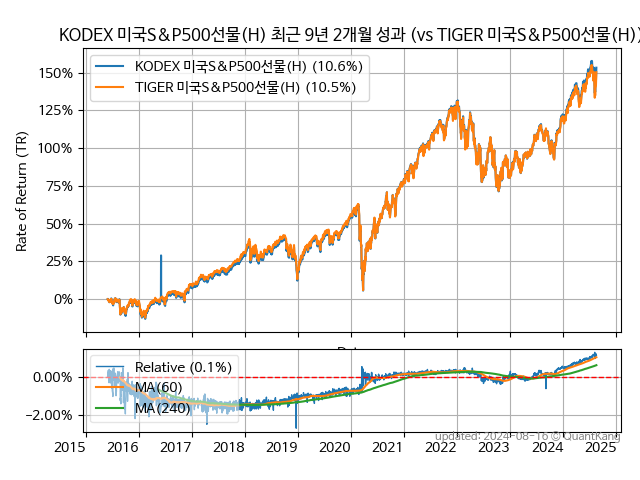 KODEX 미국S&P500선물(H) 최근 9년 2개월 성과 (vs TIGER 미국S&P500선물(H))
KODEX 미국S&P500선물(H) (10.6%)
TIGER 미국S&P500선물(H) (10.5%)
Rate of Return (TR)
150%
125%
100%
75%
50%
25%
0%
Relative (0.1%)
MA(60)
MA(240)
0.00%
−2.00%
updated: 2024-08-16 © QuantKang
2015 2016 2017 2018 2019 2020 2021 2022 2023 2024 2025